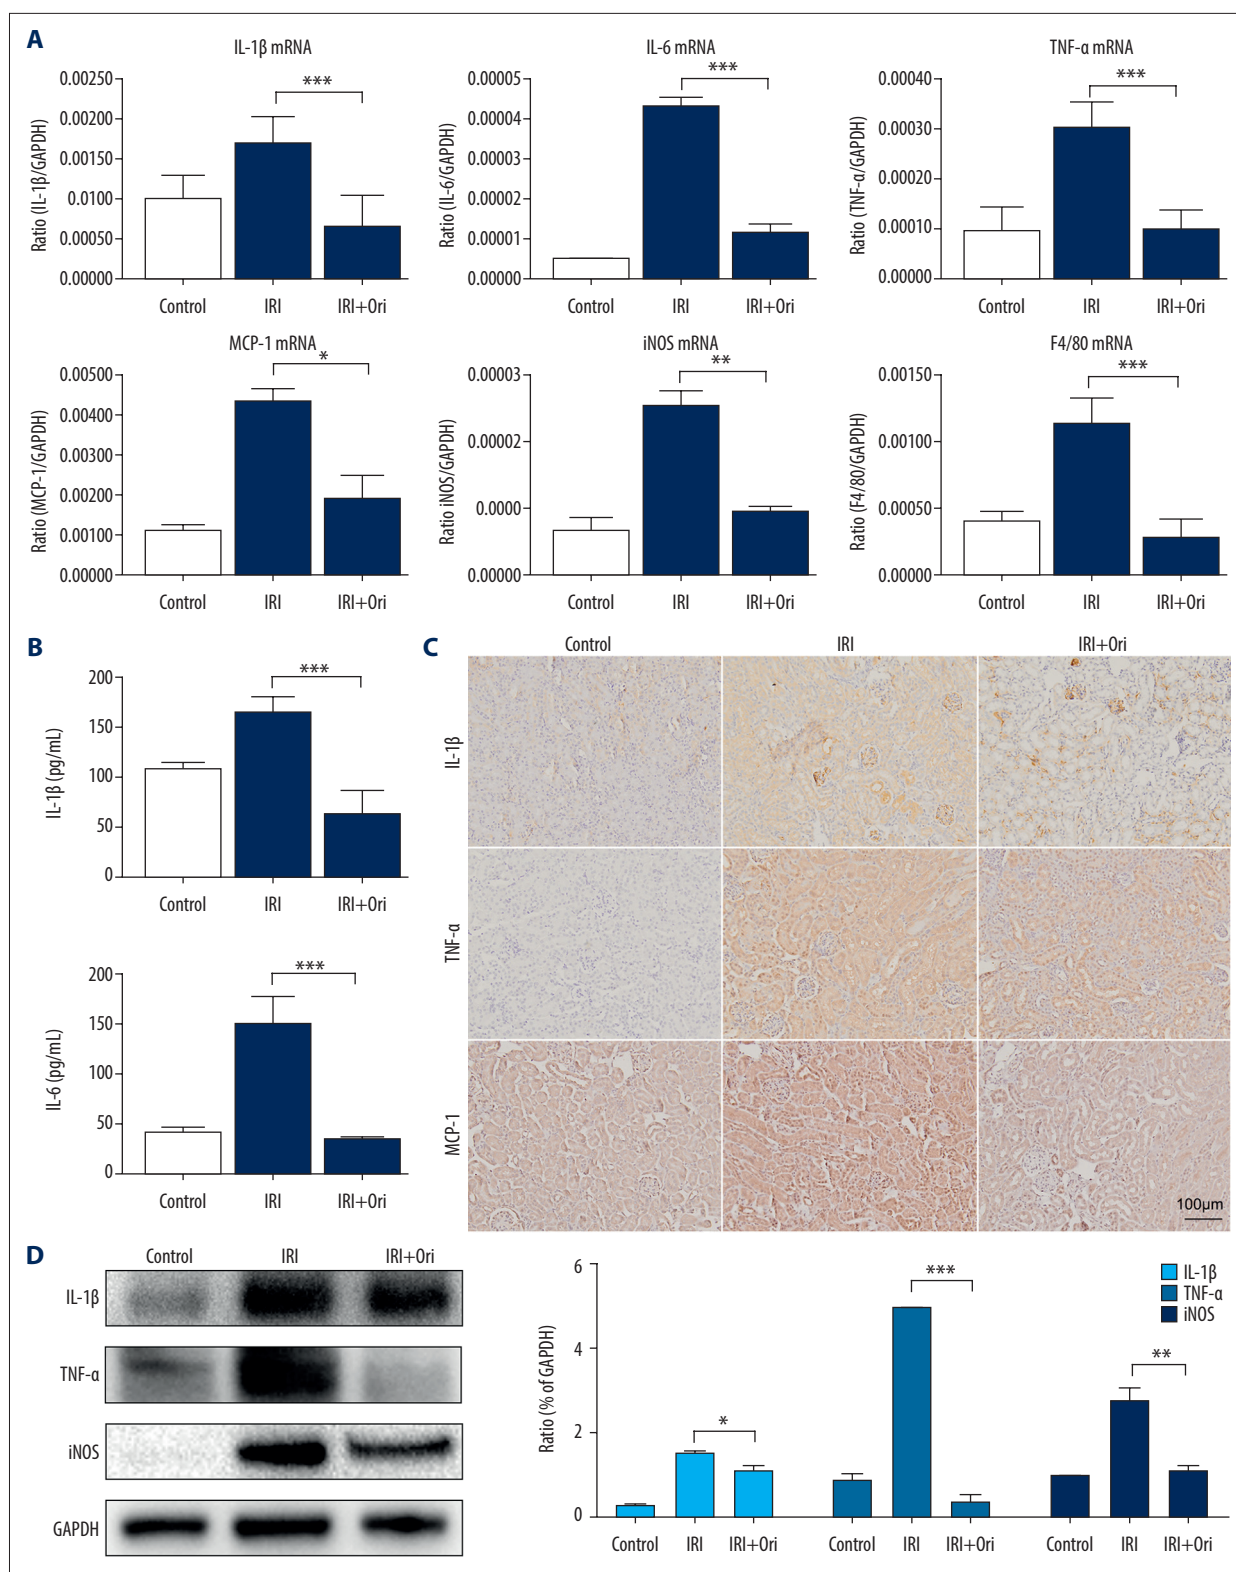 A
IL-1β mRNA
Ratio (IL-1β/GAPDH)
0.00250
0.00200
0.00150
0.0100
0.00050
0.00000
Control IRI IRI+Ori
***
IL-6 mRNA
Ratio (IL-6/GAPDH)
0.00005
0.00004
0.00003
0.00002
0.00001
0.00000
Control IRI IRI+Ori
***
TNF-α mRNA
Ratio (TNF-α/GAPDH)
0.00040
0.00030
0.00020
0.00010
0.00000
Control IRI IRI+Ori
***
MCP-1 mRNA
Ratio (MCP-1/GAPDH)
0.00500
0.00400
0.00300
0.00200
0.00100
0.00000
Control IRI IRI+Ori
*
iNOS mRNA
Ratio iNOS/GAPDH)
0.00003
0.00002
0.0000
0.00000
Control IRI IRI+Ori
**
F4/80 mRNA
Ratio (F4/80/GAPDH)
0.00150
0.00100
0.00050
0.00000
Control IRI IRI+Ori
***
B
IL-1β (pg/mL)
200
150
100
50
0
Control IRI IRI+Ori
***
IL-6 (pg/mL)
200
150
100
50
0
Control IRI IRI+Ori
***
C
Control IRI IRI+Ori
IL-1β
TNF-α
MCP-1
100µm
D
Control IRI IRI+Ori
IL-1β
TNF-α
iNOS
GAPDH
Ratio (% of GAPDH)
6
4
2
0
*
***
**
IL-1β
TNF-α
iNOS
Control IRI IRI+Ori Control IRI IRI+Ori Control IRI IRI+Ori